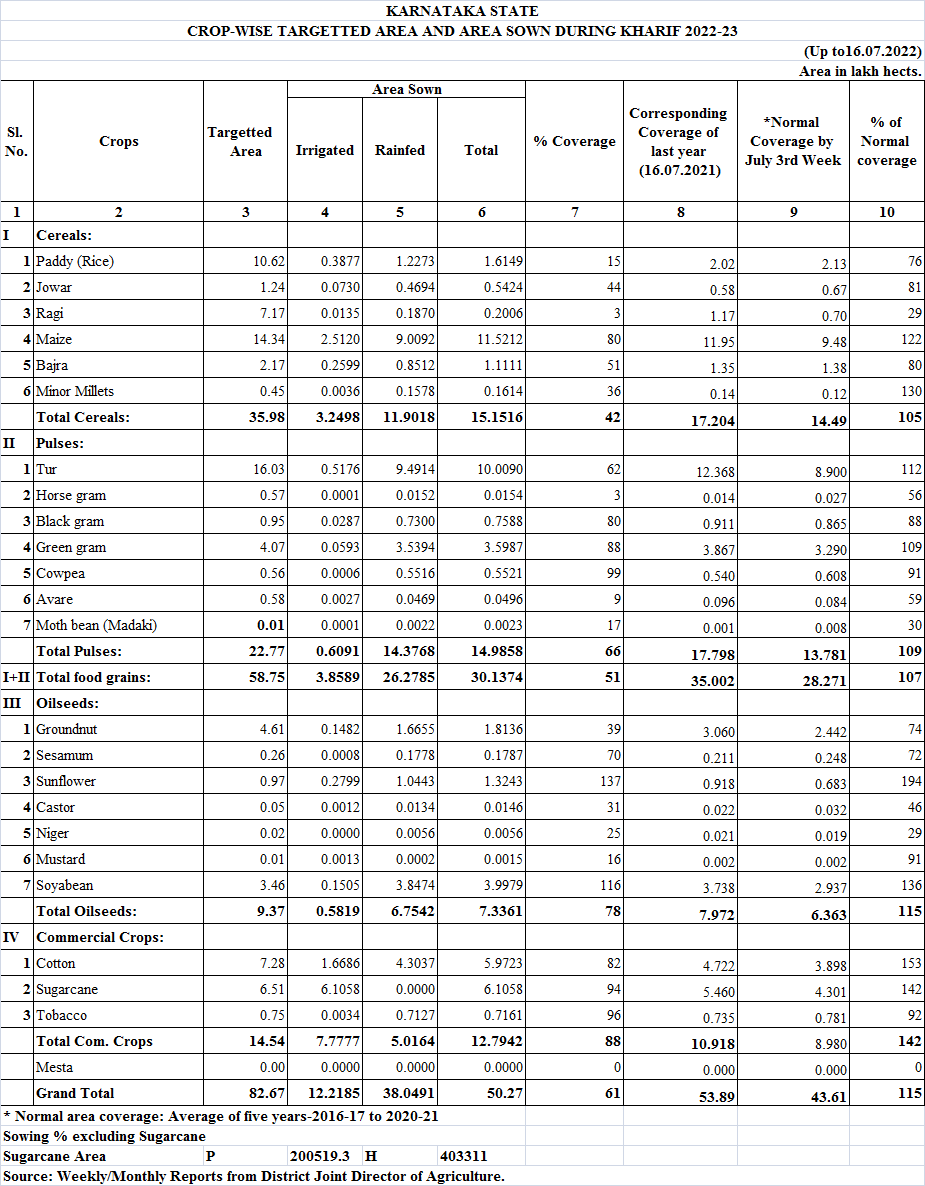 KARNATAKA STATE
CROP-WISE TARGETTED AREA AND AREA SOWN DURING KHARIF 2022-23
(Up to16.07.2022)
Area in lakh hects.
Sl. No. Crops Targetted Area Area Sown % Coverage Corresponding Coverage of last year (16.07.2021) *Normal Coverage by July 3rd Week % of Normal coverage
Irrigated Rainfed Total
1 2 3 4 5 6 7 8 9 10
I Cereals:
1 Paddy (Rice) 10.62 0.3877 1.2273 1.6149 15 2.02 2.13 76
2 Jowar 1.24 0.0730 0.4694 0.5424 44 0.58 0.67 81
3 Ragi 7.17 0.0135 0.1870 0.2006 3 1.17 0.70 29
4 Maize 14.34 2.5120 9.0092 11.5212 80 11.95 9.48 122
5 Bajra 2.17 0.2599 0.8512 1.1111 51 1.35 1.38 80
6 Minor Millets 0.45 0.0036 0.1578 0.1614 36 0.14 0.12 130
Total Cereals: 35.98 3.2498 11.9018 15.1516 42 17.204 14.49 105
II Pulses:
1 Tur 16.03 0.5176 9.4914 10.0090 62 12.368 8.900 112
2 Horse gram 0.57 0.0001 0.0152 0.0154 3 0.014 0.027 56
3 Black gram 0.95 0.0287 0.7300 0.7588 80 0.911 0.865 88
4 Green gram 4.07 0.0593 3.5394 3.5987 88 3.867 3.290 109
5 Cowpea 0.56 0.0006 0.5516 0.5521 99 0.540 0.608 91
6 Avare 0.58 0.0027 0.0469 0.0496 9 0.096 0.084 59
7 Moth bean (Madaki) 0.01 0.0001 0.0022 0.0023 17 0.001 0.008 30
Total Pulses: 22.77 0.6091 14.3768 14.9858 66 17.798 13.781 109
I+II Total food grains: 58.75 3.8589 26.2785 30.1374 51 35.002 28.271 107
III Oilseeds:
1 Groundnut 4.61 0.1482 1.6655 1.8136 39 3.060 2.442 74
2 Sesamum 0.26 0.0008 0.1778 0.1787 70 0.211 0.248 72
3 Sunflower 0.97 0.2799 1.0443 1.3243 137 0.918 0.683 194
4 Castor 0.05 0.0012 0.0134 0.0146 31 0.022 0.032 46
5 Niger 0.02 0.0000 0.0056 0.0056 25 0.021 0.019 29
6 Mustard 0.01 0.0013 0.0002 0.0015 16 0.002 0.002 91
7 Soyabean 3.46 0.1505 3.8474 3.9979 116 3.738 2.937 136
Total Oilseeds: 9.37 0.5819 6.7542 7.3361 78 7.972 6.363 115
IV Commercial Crops:
1 Cotton 7.28 1.6686 4.3037 5.9723 82 4.722 3.898 153
2 Sugarcane 6.51 6.1058 0.0000 6.1058 94 5.460 4.301 142
3 Tobacco 0.75 0.0034 0.7127 0.7161 96 0.735 0.781 92
Total Com. Crops 14.54 7.7777 5.0164 12.7942 88 10.918 8.980 142
Mesta 0.00 0.0000 0.0000 0.0000 0 0.000 0.000 0
Grand Total 82.67 12.2185 38.0491 50.27 61 53.89 43.61 115
* Normal area coverage: Average of five years-2016-17 to 2020-21
Sowing % excluding Sugarcane
Sugarcane Area P 200519.3 H 403311
Source: Weekly/Monthly Reports from District Joint Director of Agriculture.